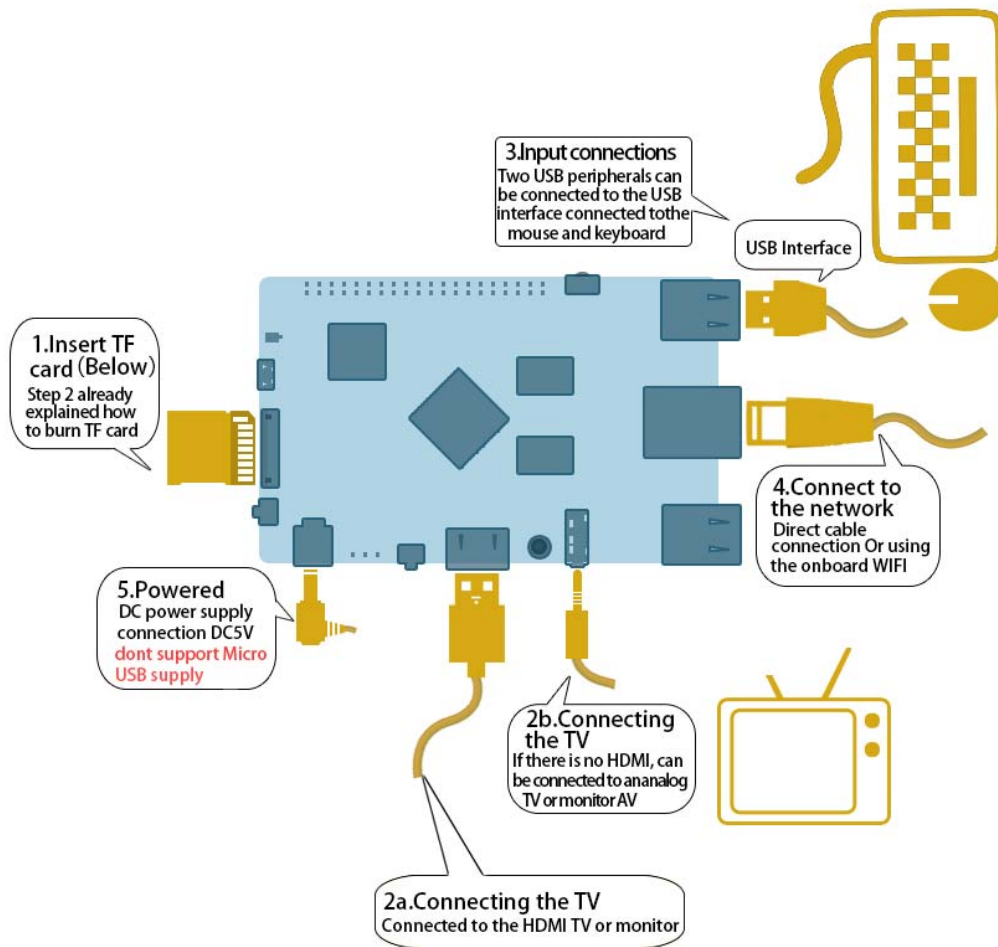 3.Input connections
Two USB peripherals can
be connected to the USB
interface connected tothe
mouse and keyboard
USB Interface
1.Insert TF
card (Below)
Step 2 already
explained how
to burn TF card
4.Connect to
the network
Direct cable
connection Or using
the onboard WIFI
5.Powered
DC power supply
connection DC5V
dont support Micro
USB supply
2b.Connecting
the TV
If there is no HDMI, can
be connected to ananalog
TV or monitor AV
2a.Connecting the TV
Connected to the HDMI TV or monitor